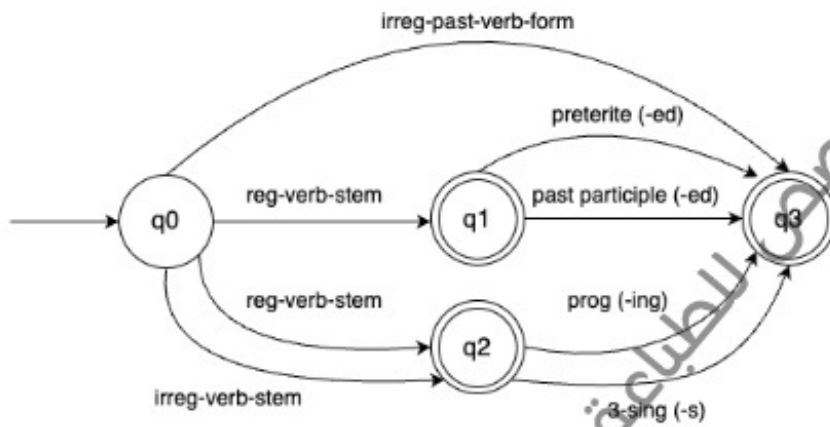 irreg-past-verb-form
preterite (-ed)
q0
reg-verb-stem
q1
past participle (-ed)
q3
reg-verb-stem
q2
prog (-ing)
irreg-verb-stem
3-sing (-s)